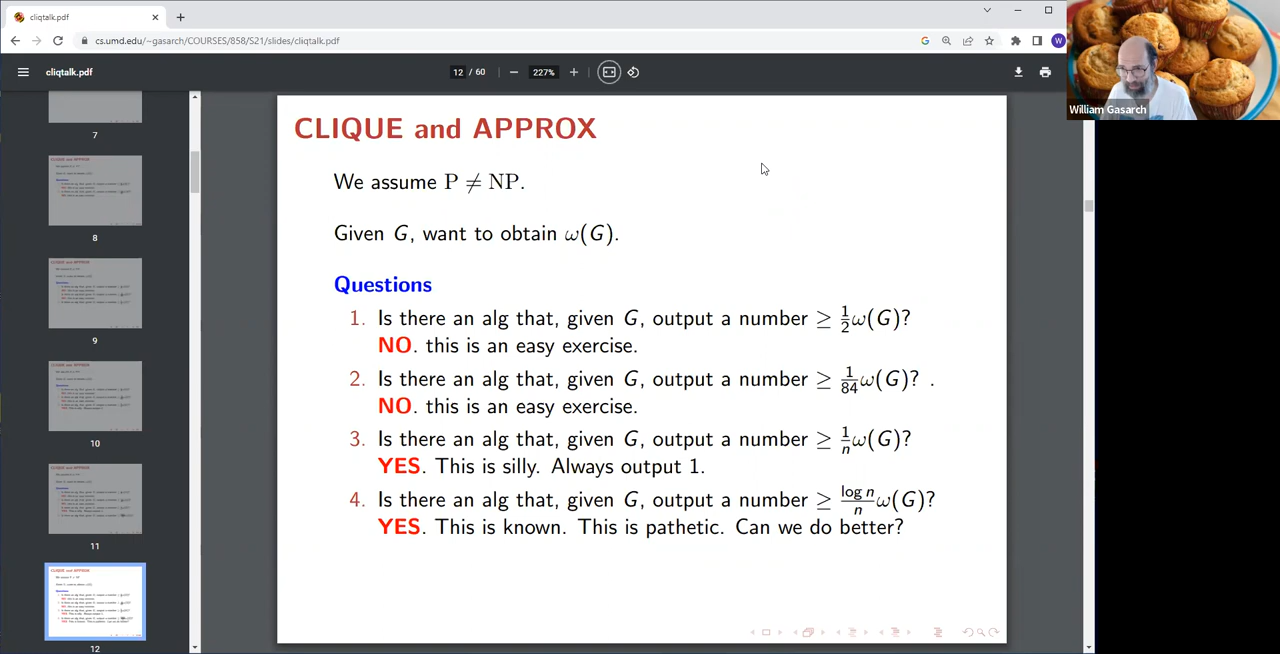 cliqtalk.pdf
cs.umd.edu/~gasarch/COURSES/858/S21/slides/cliqtalk.pdf
W
William Gasarch
cliqtalk.pdf
12 / 60
227%
7
8
9
10
11
12
CLIQUE and APPROX
We assume P ≠ NP.
Given G, want to obtain ω(G).
Questions
1. Is there an alg that, given G, output a number ≥ 1/2 ω(G)?
NO. this is an easy exercise.
2. Is there an alg that, given G, output a number ≥ 1/84 ω(G)? .
NO. this is an easy exercise.
3. Is there an alg that, given G, output a number ≥ 1/n ω(G)?
YES. This is silly. Always output 1.
4. Is there an alg that, given G, output a number ≥ log n/n ω(G)?
YES. This is known. This is pathetic. Can we do better?